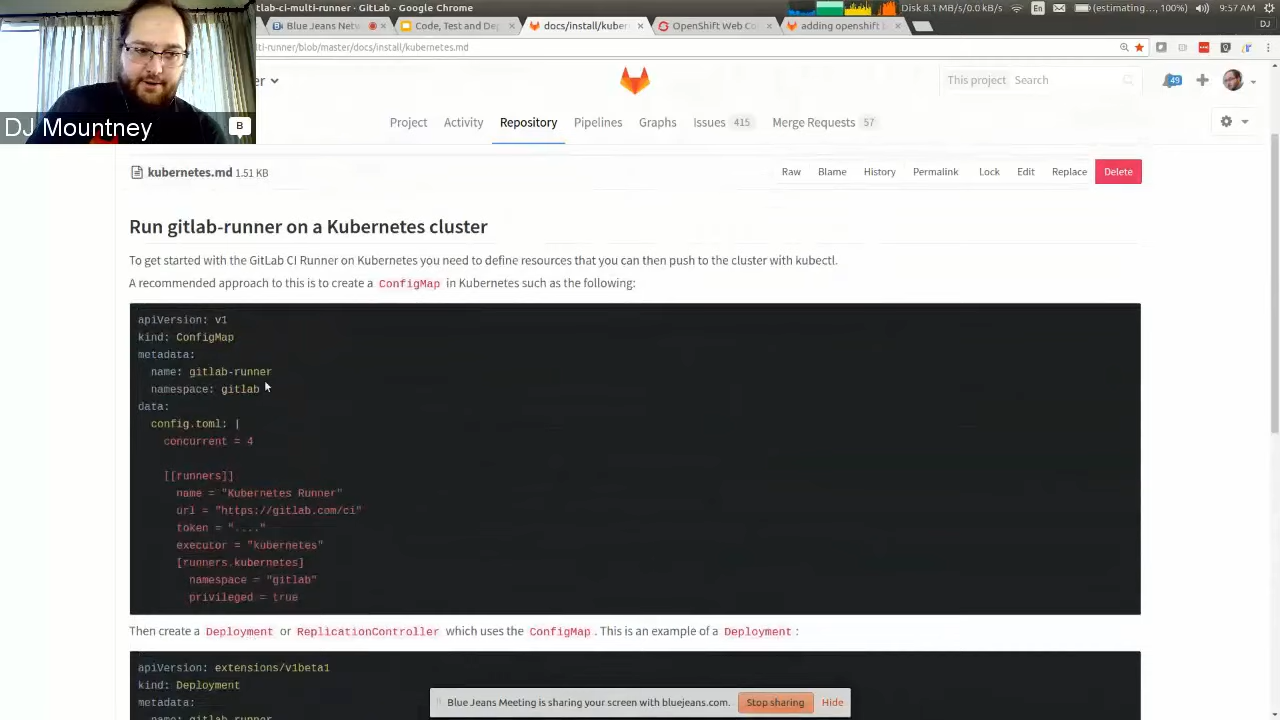 tlab-ci-multi-runner - GitLab - Google Chrome
8.1 MB/s/0.0 kB/s
En
(estimating..., 100%)
9:37 AM
Blue Jeans Net
Code, Test and De
docs/install/kuber
OpenShift Web Co
adding openshift
DJ
lti-runner/blob/master/docs/install/kubernetes.md
er
This project
Search
49
DJ Mountney
B
Project
Activity
Repository
Pipelines
Graphs
Issues 415
Merge Requests 57
kubernetes.md 1.51 KB
Raw
Blame
History
Permalink
Lock
Edit
Replace
Delete
Run gitlab-runner on a Kubernetes cluster
To get started with the GitLab CI Runner on Kubernetes you need to define resources that you can then push to the cluster with kubectl.
A recommended approach to this is to create a ConfigMap in Kubernetes such as the following:
apiVersion: v1
kind: ConfigMap
metadata:
name: gitlab-runner
namespace: gitlab
data:
config.toml: |
concurrent = 4
[[runners]]
name = "Kubernetes Runner"
url = "https://gitlab.com/ci"
token = "...."
executor = "kubernetes"
[runners.kubernetes]
namespace = "gitlab"
privileged = true
Then create a Deployment or ReplicationController which uses the ConfigMap. This is an example of a Deployment:
apiVersion: extensions/v1beta1
kind: Deployment
metadata:
name: gitlab-runner
Blue Jeans Meeting is sharing your screen with bluejeans.com.
Stop sharing
Hide